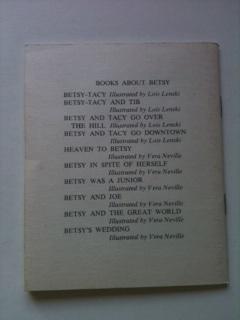 BOOKS ABOUT BETSY
BETSY-TACY Illustrated by Lois Lenski
BETSY-TACY AND TIB
Illustrated by Lois Lenski
BETSY AND TACY GO OVER
THE HILL Illustrated by Lois Lenski
BETSY AND TACY GO DOWNTOWN
Illustrated by Lois Lenski
HEAVEN TO BETSY
Illustrated by Vera Neville
BETSY IN SPITE OF HERSELF
Illustrated by Vera Neville
BETSY WAS A JUNIOR
Illustrated by Vera Neville
BETSY AND JOE
Illustrated by Vera Neville
BETSY AND THE GREAT WORLD
Illustrated by Vera Neville
BETSY'S WEDDING
Illustrated by Vera Neville